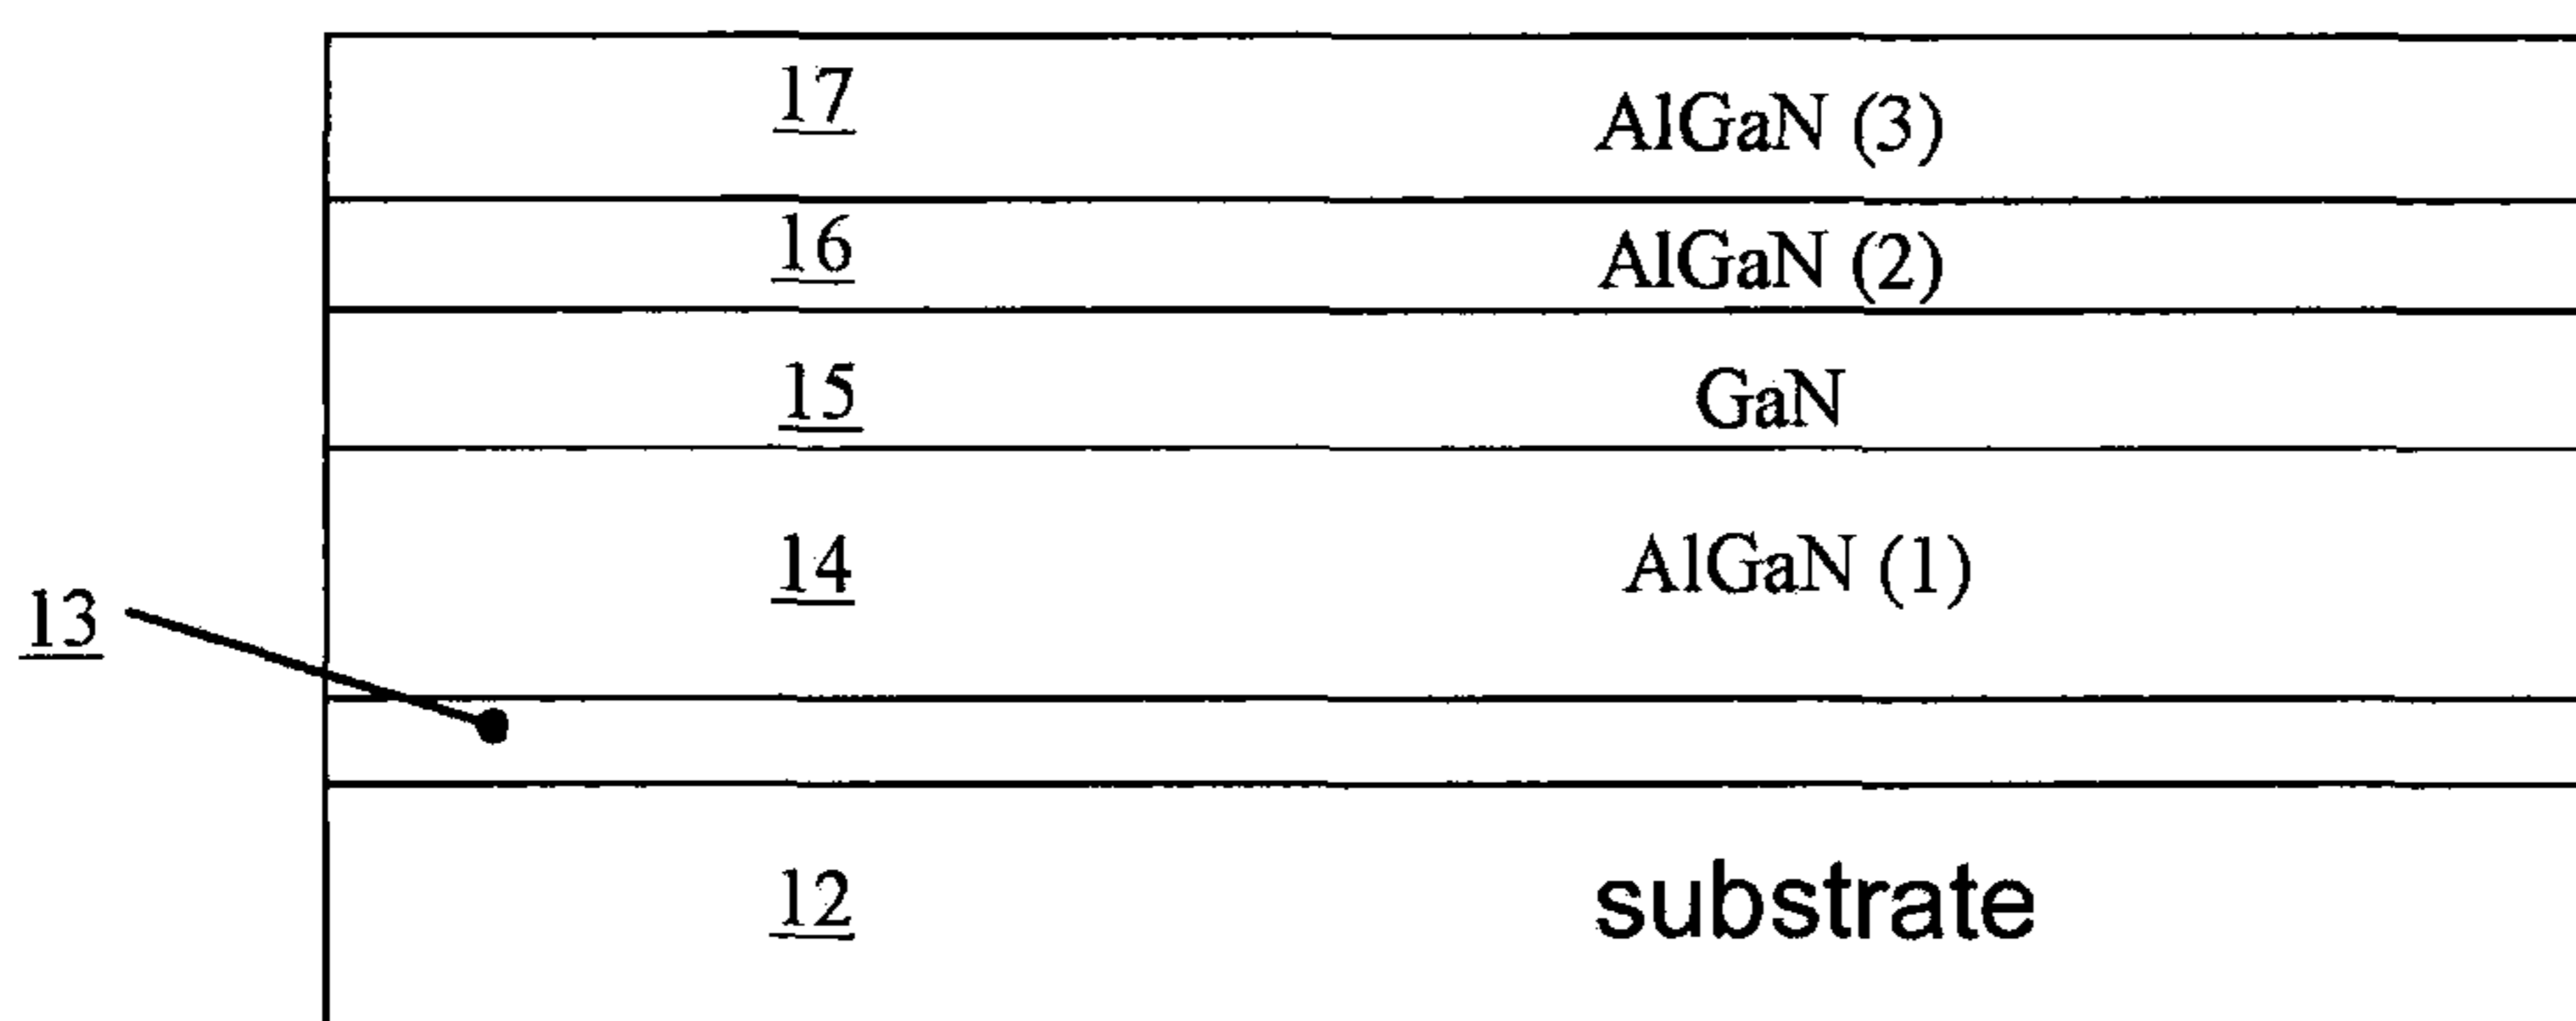 17 AlGaN (3)
16 AlGaN (2)
15 GaN
14 AlGaN (1)
13
12 substrate